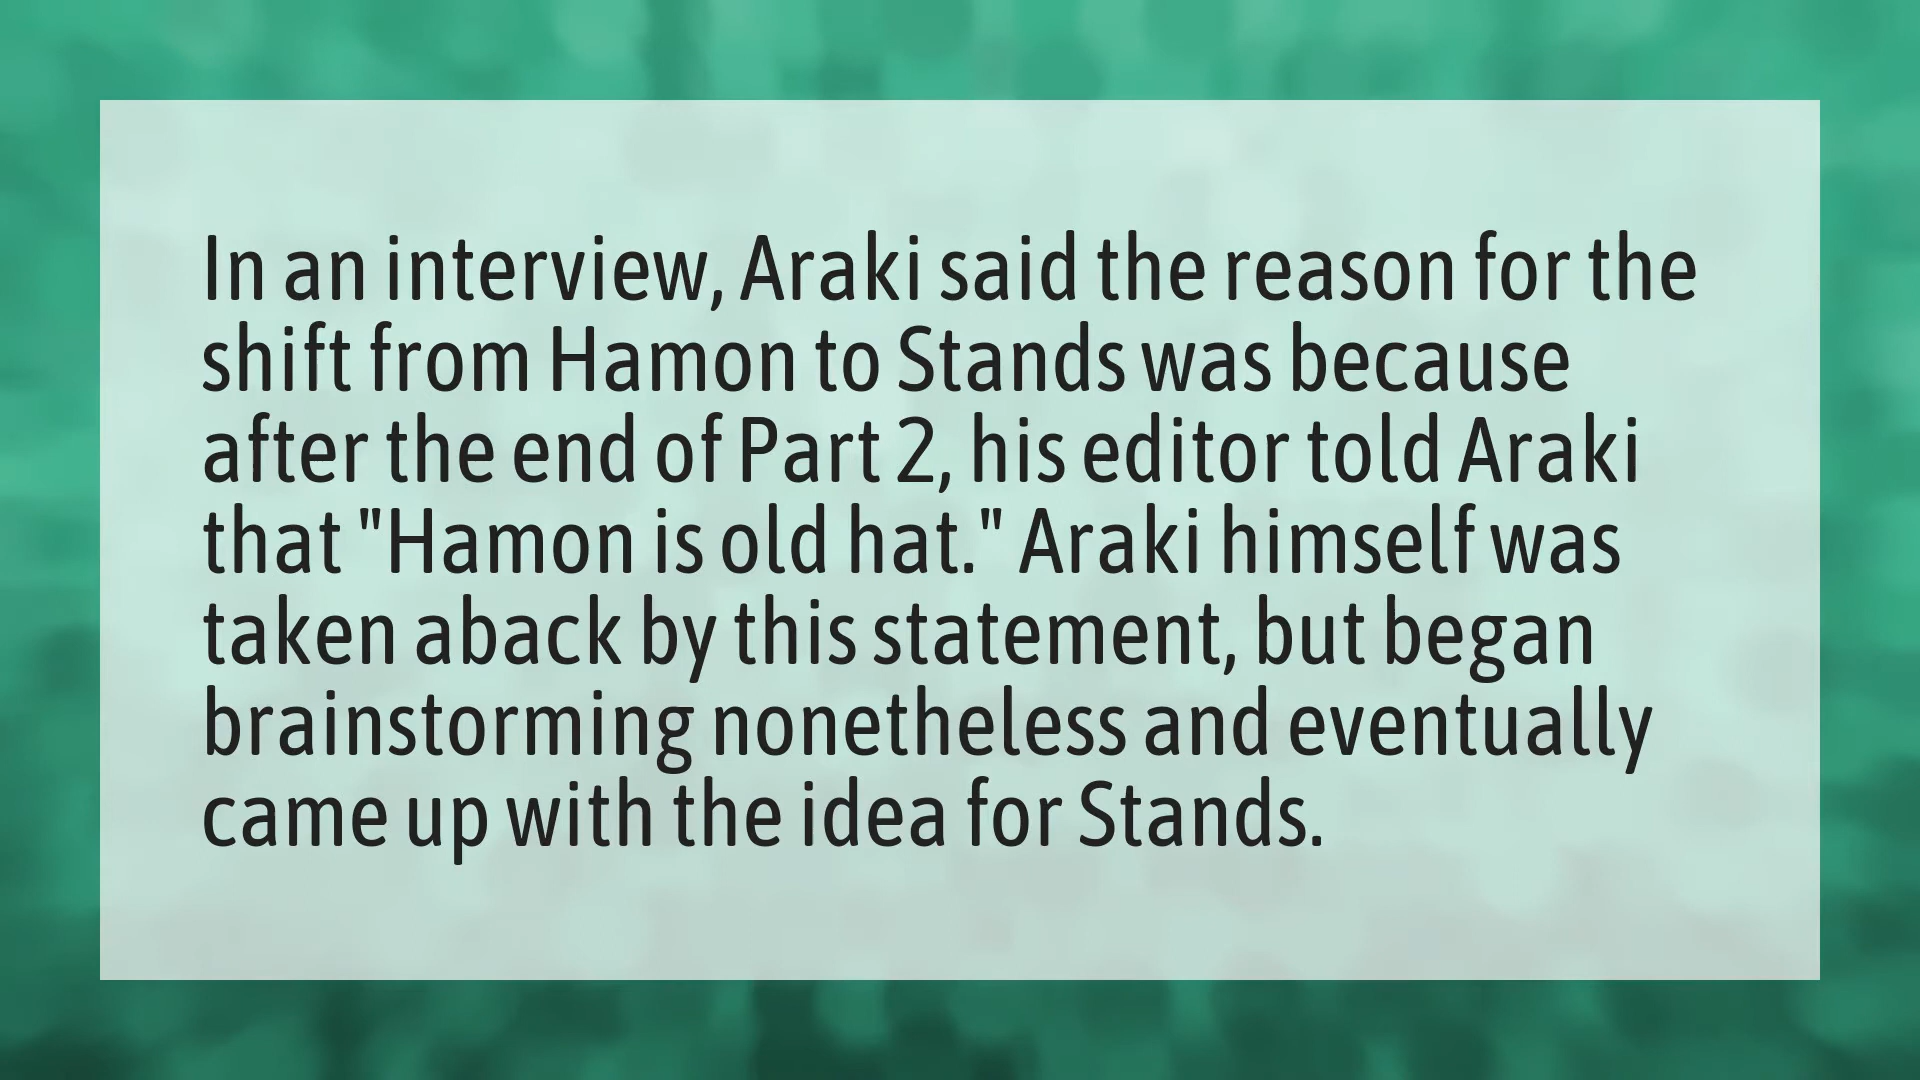 In an interview, Araki said the reason for the
shift from Hamon to Stands was because
after the end of Part 2, his editor told Araki
that "Hamon is old hat." Araki himself was
taken aback by this statement, but began
brainstorming nonetheless and eventually
came up with the idea for Stands.